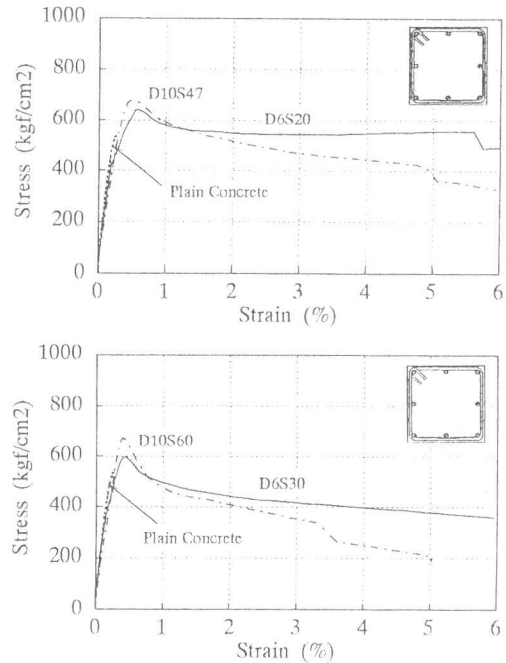 1000
800
600
400
200
0
Stress (kgf/cm2)
D10S47
D6S20
Plain Concrete
0 1 2 3 4 5 6
Strain (%)
1000
800
600
400
200
0
Stress (kgf/cm2)
D10S60
D6S30
Plain Concrete
0 1 2 3 4 5 6
Strain (%)